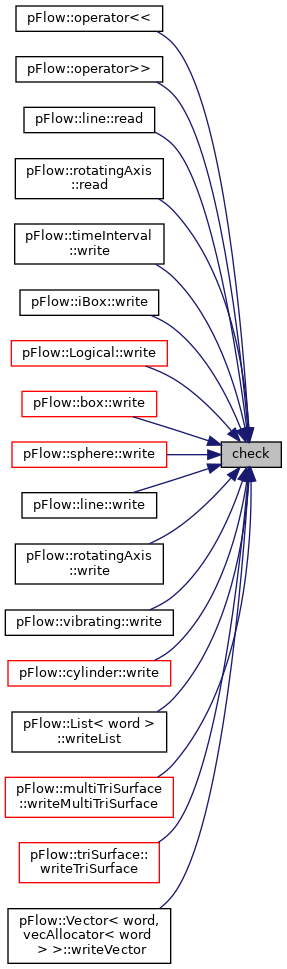 pFlow::operator<<
pFlow::operator>>
pFlow::line::read
pFlow::rotatingAxis
::read
pFlow::timeInterval
::write
pFlow::iBox::write
pFlow::Logical::write
pFlow::box::write
pFlow::sphere::write
check
pFlow::line::write
pFlow::rotatingAxis
::write
pFlow::vibrating::write
pFlow::cylinder::write
pFlow::List< word >
::writeList
pFlow::multiTriSurface
::writeMultiTriSurface
pFlow::triSurface::
writeTriSurface
pFlow::Vector< word,
vecAllocator< word
> >::writeVector